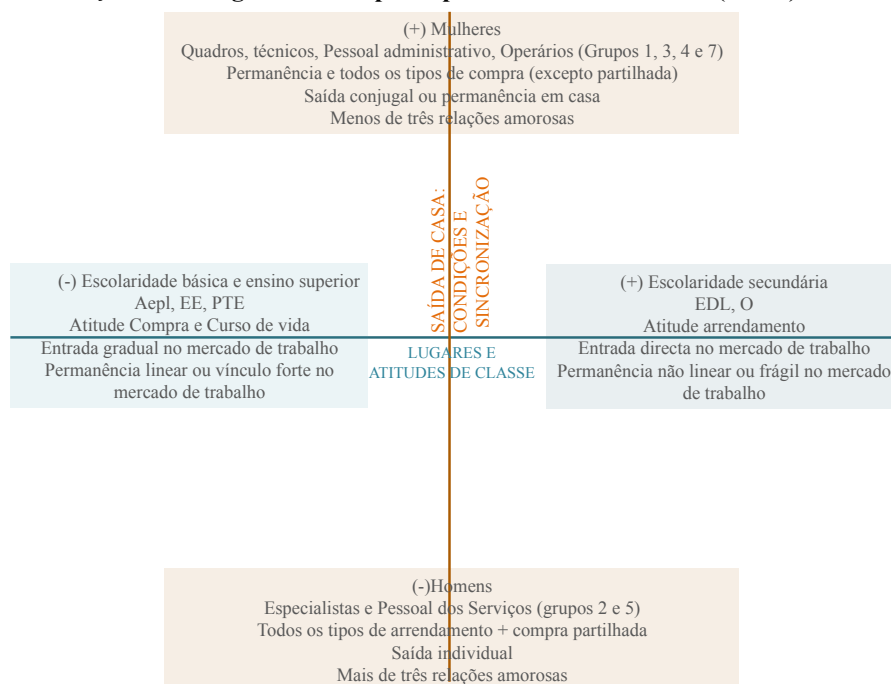 (+) Mulheres
Quadros, técnicos, Pessoal administrativo, Operários (Grupos 1, 3, 4 e 7)
Permanência e todos os tipos de compra (excepto partilhada)
Saída conjugal ou permanência em casa
Menos de três relações amorosas
SAÍDA DE CASA:
CONDIÇÕES E
SINCRONIZAÇÃO
(-) Escolaridade básica e ensino superior
Aepl, EE, PTE
Atitude Compra e Curso de vida
Entrada gradual no mercado de trabalho
Permanência linear ou vínculo forte no
mercado de trabalho
LUGARES E
ATITUDES DE CLASSE
(+) Escolaridade secundária
EDL, O
Atitude arrendamento
Entrada directa no mercado de trabalho
Permanência não linear ou frágil no mercado
de trabalho
(-)Homens
Especialistas e Pessoal dos Serviços (grupos 2 e 5)
Todos os tipos de arrendamento + compra partilhada
Saída individual
Mais de três relações amorosas